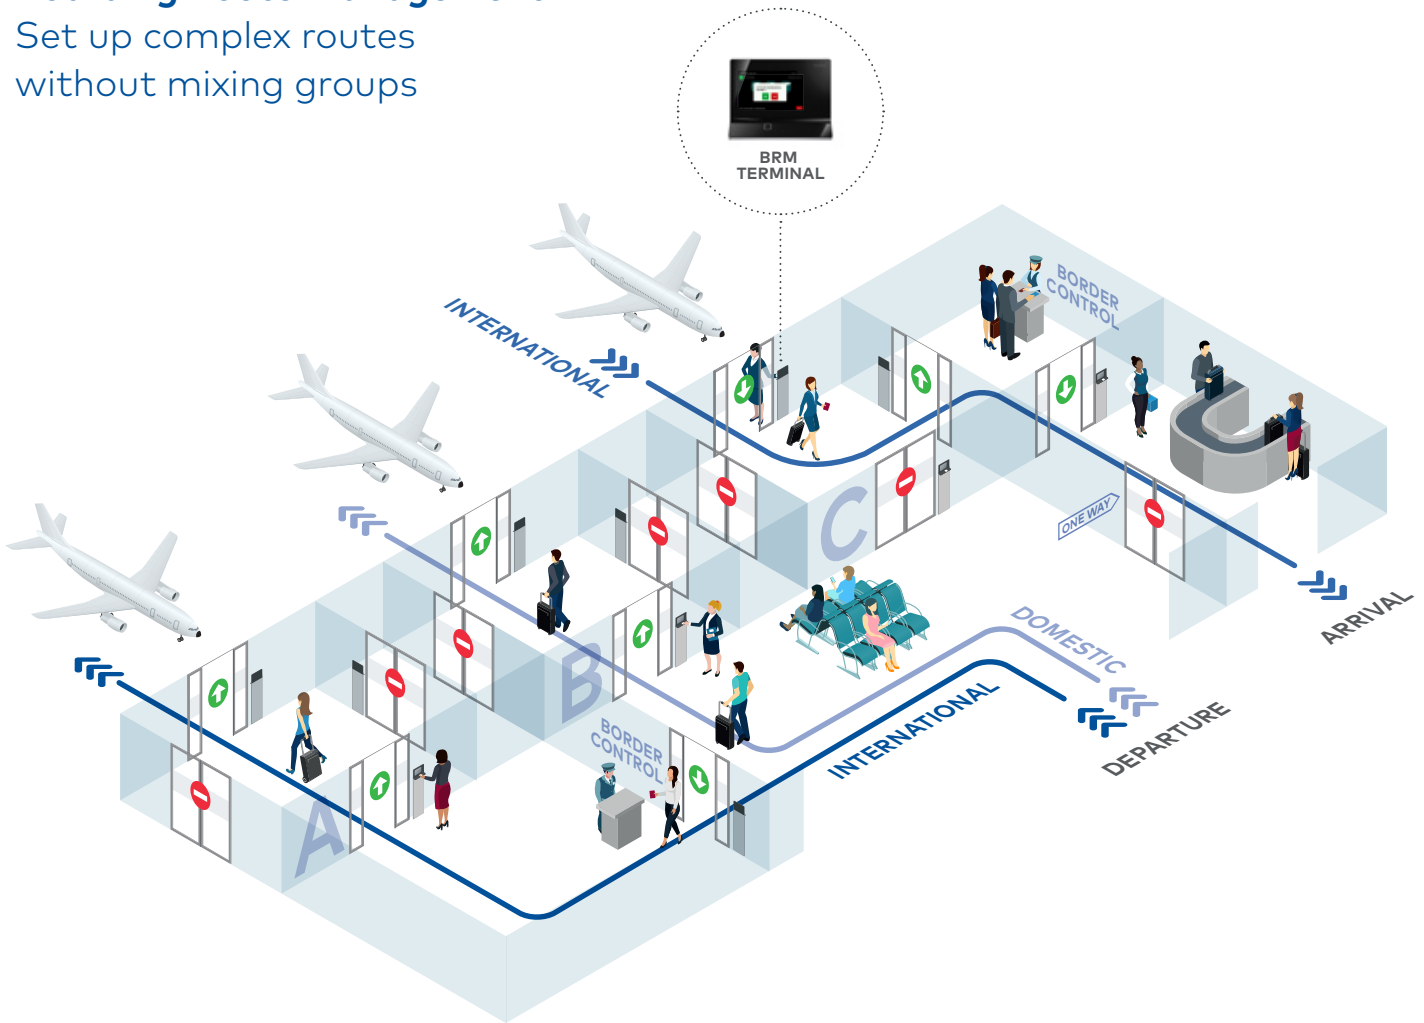 Set up complex routes
without mixing groups
BRM
TERMINAL
INTERNATIONAL
BORDER
CONTROL
C
ONE WAY
ARRIVAL
B
DOMESTIC
INTERNATIONAL
DEPARTURE
BORDER
CONTROL
A